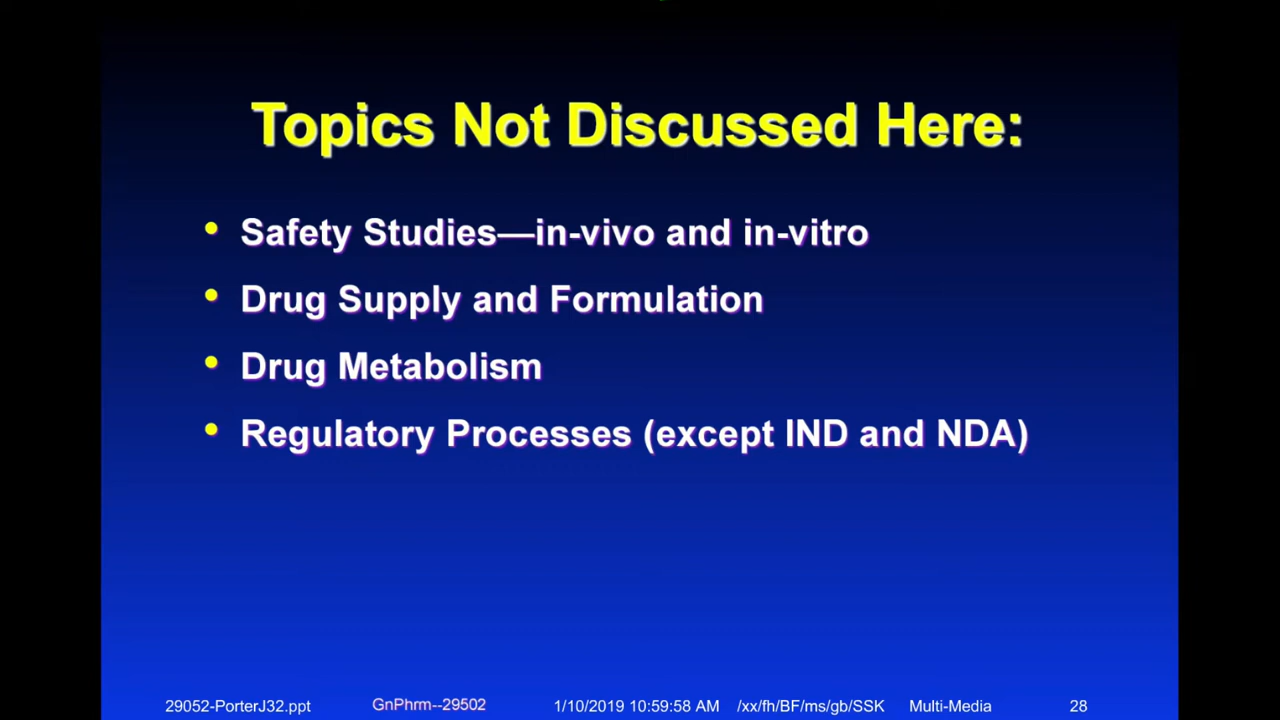 Topics Not Discussed Here:
• Safety Studies—in-vivo and in-vitro
• Drug Supply and Formulation
• Drug Metabolism
• Regulatory Processes (except IND and NDA)
29052-PorterJ32.ppt GnPhrm--29502 1/10/2019 10:59:58 AM /xx/fh/BF/ms/gb/SSK Multi-Media 28